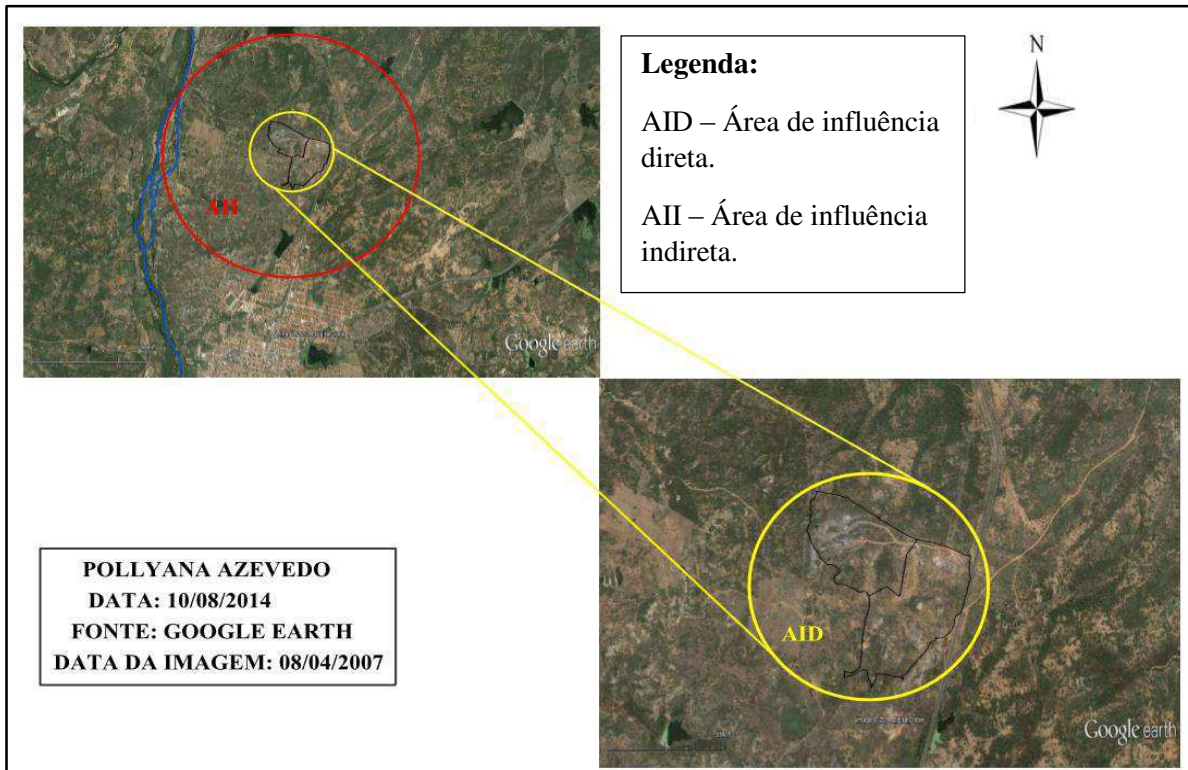 AII
Google earth
Legenda:
AID – Área de influência
direta.
AII – Área de influência
indireta.
N
AID
Google earth
POLLYANA AZEVEDO
DATA: 10/08/2014
FONTE: GOOGLE EARTH
DATA DA IMAGEM: 08/04/2007